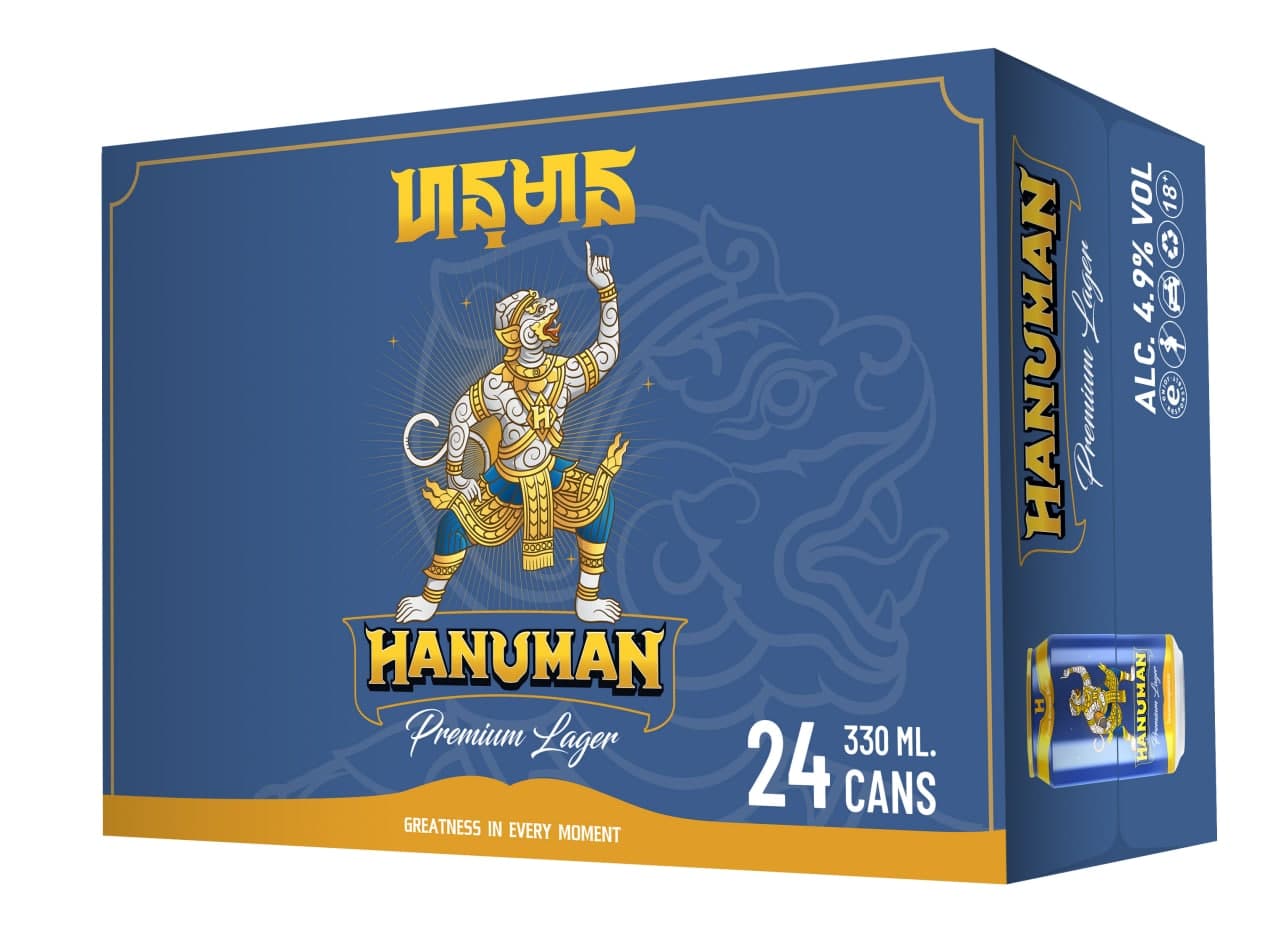 ហនុមាន
H
HANUMAN
Premium Lager
24
330 ML.
CANS
GREATNESS IN EVERY MOMENT
HANUMAN
Premium Lager
ALC. 4.9% VOL
18+
H
HANUMAN
Premium Lager